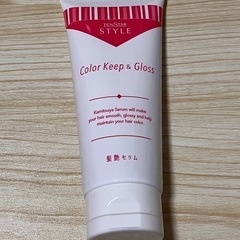 TENSTAR
STYLE
Color Keep & Gloss
Kamitsuya Serum will make
your hair smooth, glossy and help
maintain your hair color.
髪艶セラム